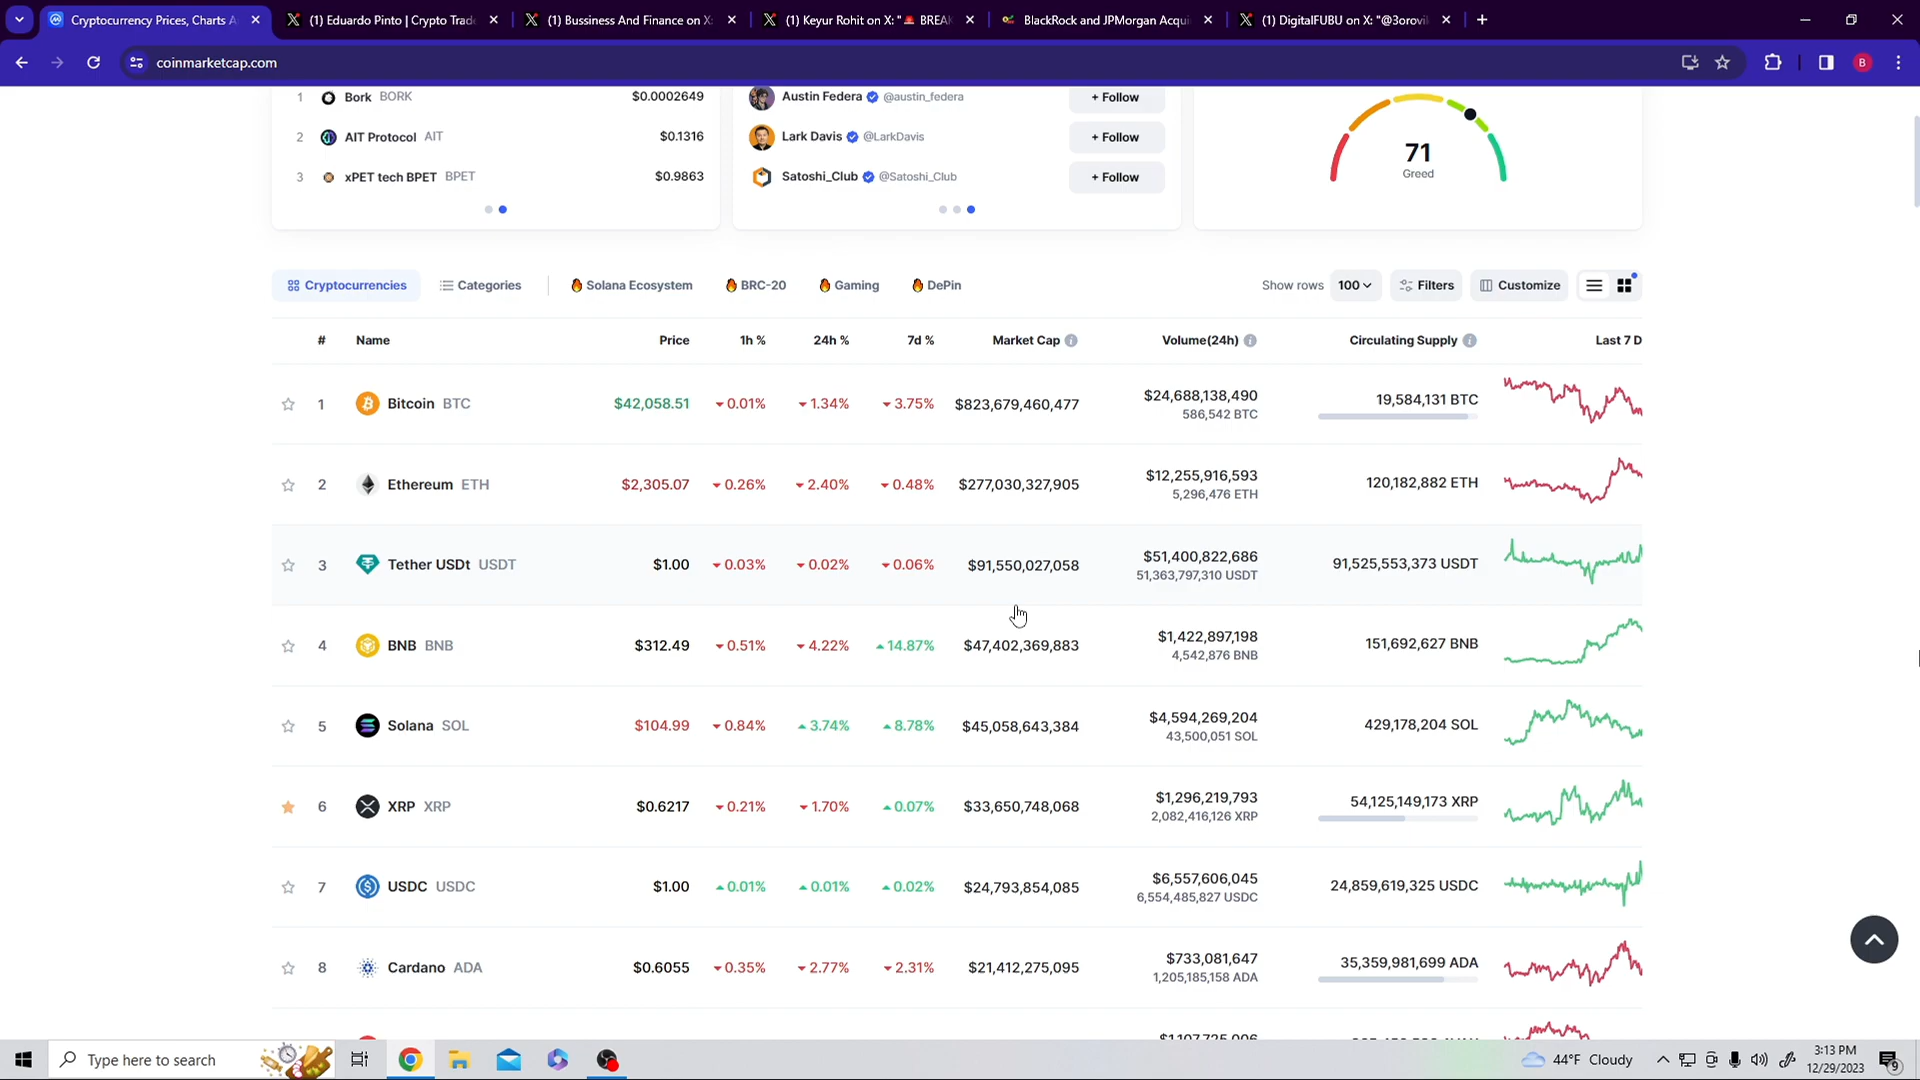 Cryptocurrency Prices, Charts A
(1) Eduardo Pinto | Crypto Trad
(1) Bussiness And Finance on X:
(1) Keyur Rohit on X: "🚨 BREAK
BlackRock and JPMorgan Acqui
(1) DigitalFUBU on X: "@3orovik
coinmarketcap.com
B
1 Bork BORK $0.0002649
Austin Federa @austin_federa + Follow
2 AIT Protocol AIT $0.1316
Lark Davis @LarkDavis + Follow
3 xPET tech BPET BPET $0.9863
Satoshi_Club @Satoshi_Club + Follow
71
Greed
Cryptocurrencies Categories 🔥 Solana Ecosystem 🔥 BRC-20 🔥 Gaming 🔥 DePin Show rows 100 Filters Customize
# Name Price 1h % 24h % 7d % Market Cap Volume(24h) Circulating Supply Last 7 D
1 Bitcoin BTC $42,058.51 0.01% 1.34% 3.75% $823,679,460,477 $24,688,138,490 19,584,131 BTC
586,542 BTC
2 Ethereum ETH $2,305.07 0.26% 2.40% 0.48% $277,030,327,905 $12,255,916,593 120,182,882 ETH
5,296,476 ETH
3 Tether USDt USDT $1.00 0.03% 0.02% 0.06% $91,550,027,058 $51,400,822,686 91,525,553,373 USDT
51,363,797,310 USDT
4 BNB BNB $312.49 0.51% 4.22% 14.87% $47,402,369,883 $1,422,897,198 151,692,627 BNB
4,542,876 BNB
5 Solana SOL $104.99 0.84% 3.74% 8.78% $45,058,643,384 $4,594,269,204 429,178,204 SOL
43,500,051 SOL
6 XRP XRP $0.6217 0.21% 1.70% 0.07% $33,650,748,068 $1,296,219,793 54,125,149,173 XRP
2,082,416,126 XRP
7 USDC USDC $1.00 0.01% 0.01% 0.02% $24,793,854,085 $6,557,606,045 24,859,619,325 USDC
6,554,485,827 USDC
8 Cardano ADA $0.6055 0.35% 2.77% 2.31% $21,412,275,095 $733,081,647 35,359,981,699 ADA
1,205,185,158 ADA
Type here to search
44°F Cloudy
3:13 PM
12/29/2023
9